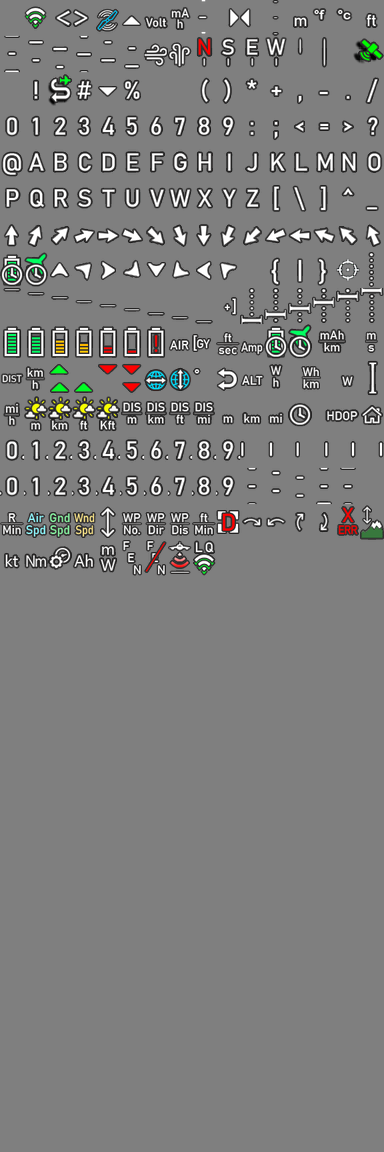 Volt mA h m °F °C ft
N S E W
! # % ( ) * + , - . /
0 1 2 3 4 5 6 7 8 9 : ; < = > ?
@ A B C D E F G H I J K L M N O
P Q R S T U V W X Y Z [ \ ] ^ _
{ | }
+]
AIR [GY ft sec Amp mAh km m s
DIST km h ° ALT W h Wh km W
mi h m km ft Kft DIS m DIS km DIS ft DIS mi m km mi HDOP
0. 1. 2. 3. 4. 5. 6. 7. 8. 9.
.0 .1 .2 .3 .4 .5 .6 .7 .8 .9
R Min Air Spd Gnd Spd Wnd Spd WP No. WP Dir WP Dis ft Min D X ERR
kt Nm Ah m W F E N F E N LQ